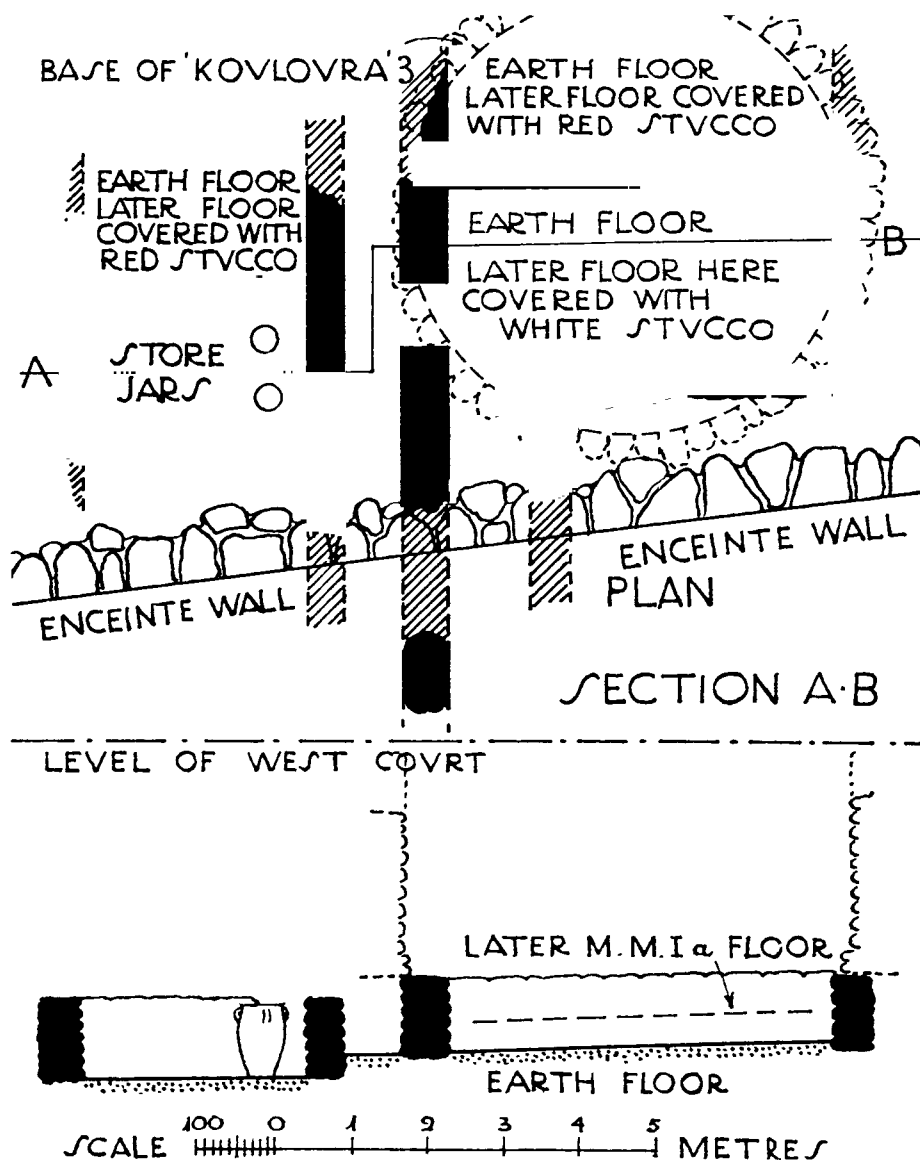 BASE OF 'KOVLOVRA' 3
EARTH FLOOR
LATER FLOOR COVERED
WITH RED STVCCO
EARTH FLOOR
LATER FLOOR
COVERED WITH
RED STVCCO
EARTH FLOOR
B
LATER FLOOR HERE
COVERED WITH
WHITE STVCCO
A
STORE
JARS
ENCEINTE WALL
ENCEINTE WALL
PLAN
SECTION A·B
LEVEL OF WEST COVRT
LATER M.M.I a FLOOR
EARTH FLOOR
100 0 1 2 3 4 5
SCALE METRES